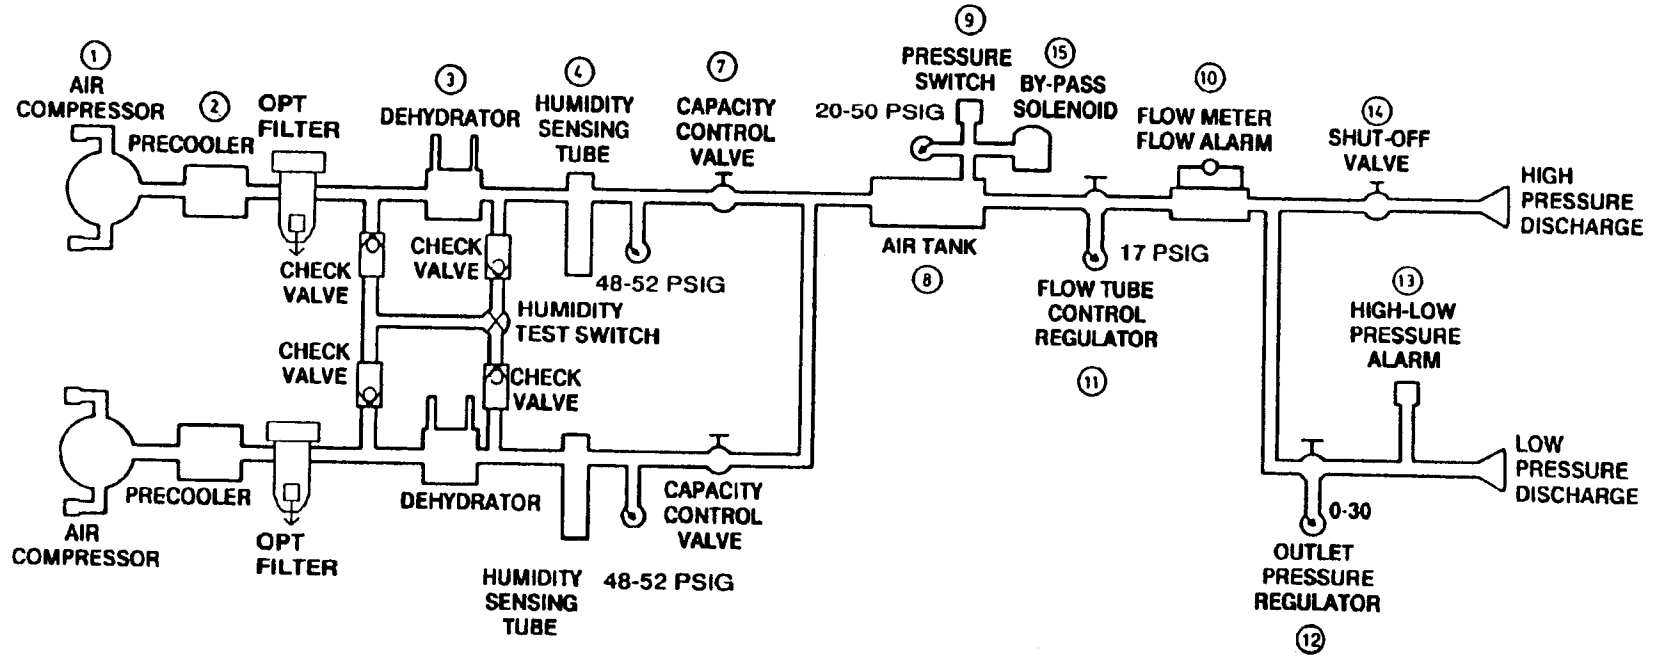 1
AIR
COMPRESSOR
2
PRECOOLER
OPT
FILTER
3
DEHYDRATOR
4
HUMIDITY
SENSING
TUBE
7
CAPACITY
CONTROL
VALVE
9
PRESSURE
SWITCH
20-50 PSIG
15
BY-PASS
SOLENOID
10
FLOW METER
FLOW ALARM
14
SHUT-OFF
VALVE
HIGH
PRESSURE
DISCHARGE
CHECK
VALVE
CHECK
VALVE
48-52 PSIG
AIR TANK
8
17 PSIG
FLOW TUBE
CONTROL
REGULATOR
11
13
HIGH-LOW
PRESSURE
ALARM
HUMIDITY
TEST SWITCH
CHECK
VALVE
CHECK
VALVE
PRECOOLER
AIR
COMPRESSOR
OPT
FILTER
DEHYDRATOR
HUMIDITY
SENSING
TUBE
48-52 PSIG
CAPACITY
CONTROL
VALVE
LOW
PRESSURE
DISCHARGE
0-30
OUTLET
PRESSURE
REGULATOR
12